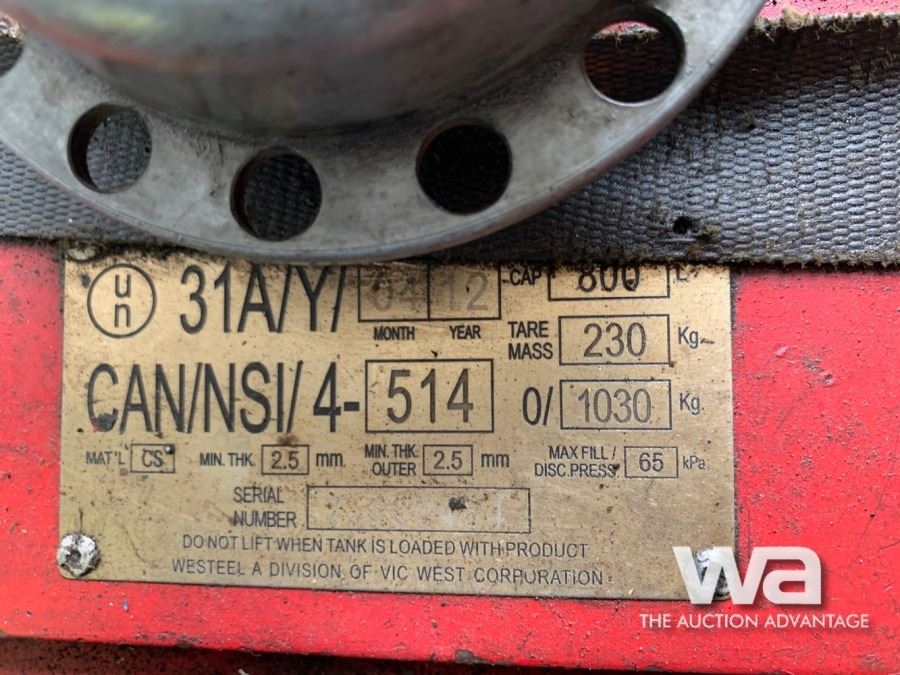 un 31A/Y/ 04 12 CAP 800 L
MONTH YEAR
TARE MASS 230 Kg.
CAN/NSI/4-514 0/ 1030 Kg.
MAT'L CS MIN. THK. 2.5 mm MIN. THK. OUTER 2.5 mm MAX FILL / DISC.PRESS. 65 kPa
SERIAL NUMBER
DO NOT LIFT WHEN TANK IS LOADED WITH PRODUCT
WESTEEL A DIVISION OF VIC WEST CORPORATION
wa
THE AUCTION ADVANTAGE